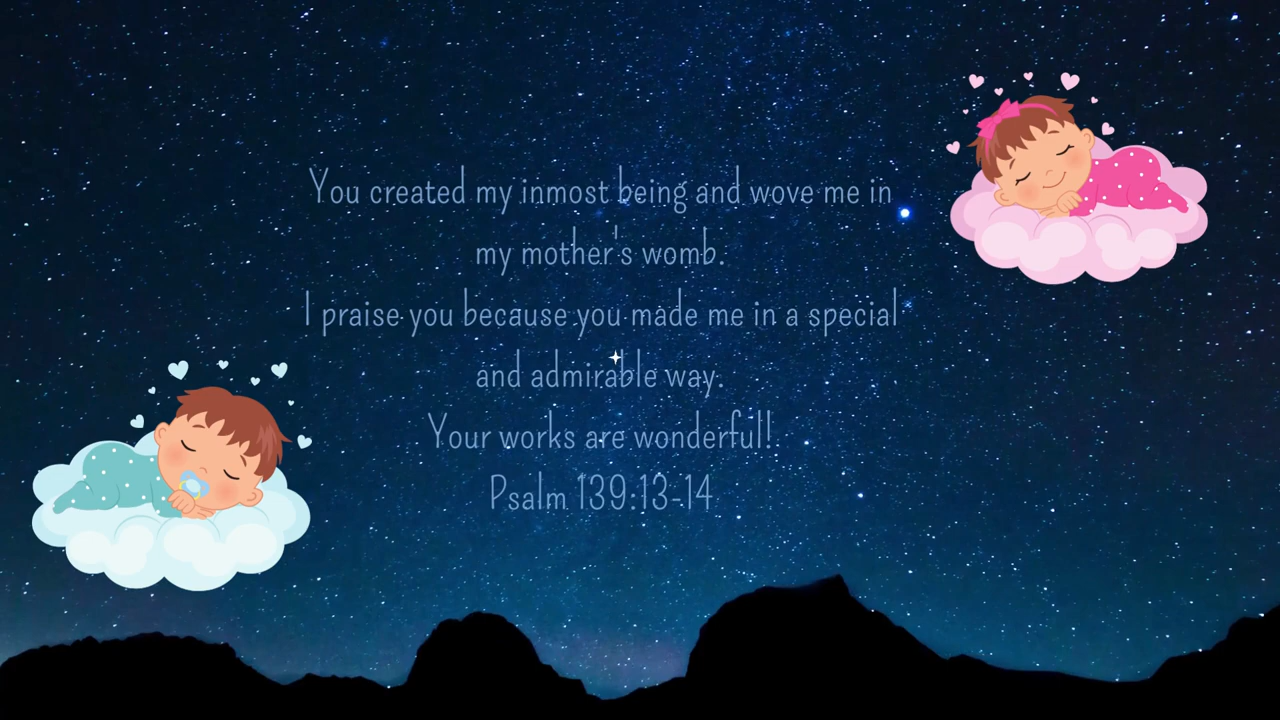 You created my inmost being and wove me in
my mother's womb.
I praise you because you made me in a special
and admirable way.
Your works are wonderful!
Psalm 139:13-14